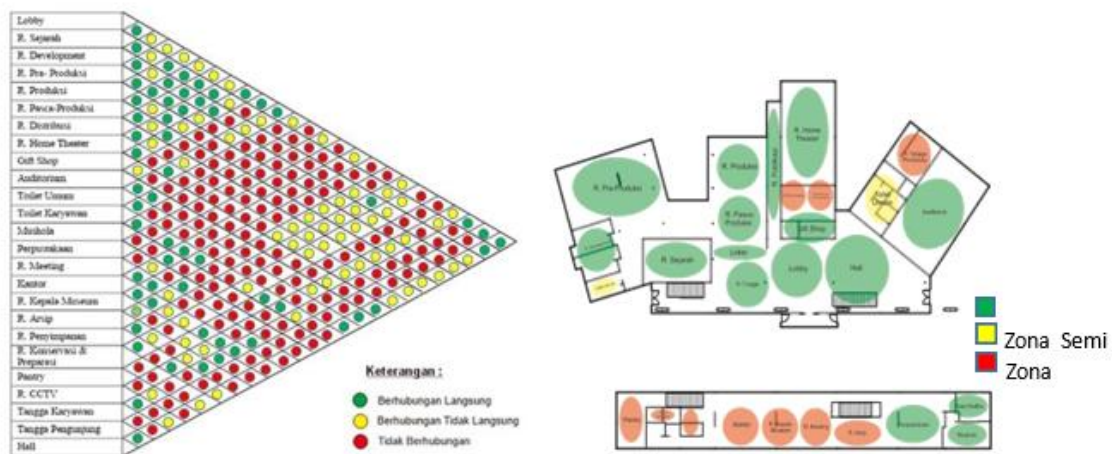 Lobby
R. Sejarah
R. Development
R. Pra- Produksi
R. Produksi
R. Pasca-Produksi
R. Distribusi
R. Home Theater
Gift Shop
Auditorium
Toilet Umum
Toilet Karyawan
Mushola
Perpustakaan
R. Meeting
Kantor
R. Kepala Museum
R. Arsip
R. Penyimpanan
R. Konservasi &
Preparasi
Pantry
R. CCTV
Tangga Karyawan
Tangga Pengunjung
Hall
Keterangan :
Berhubungan Langsung
Berhubungan Tidak Langsung
Tidak Berhubungan
R. Home
Theater
R. Produksi
R. Pra-Produksi
R. Pasca
Produksi
Gift Shop
R. Sejarah
Lobby
Lobby
Hall
Zona Semi
Zona